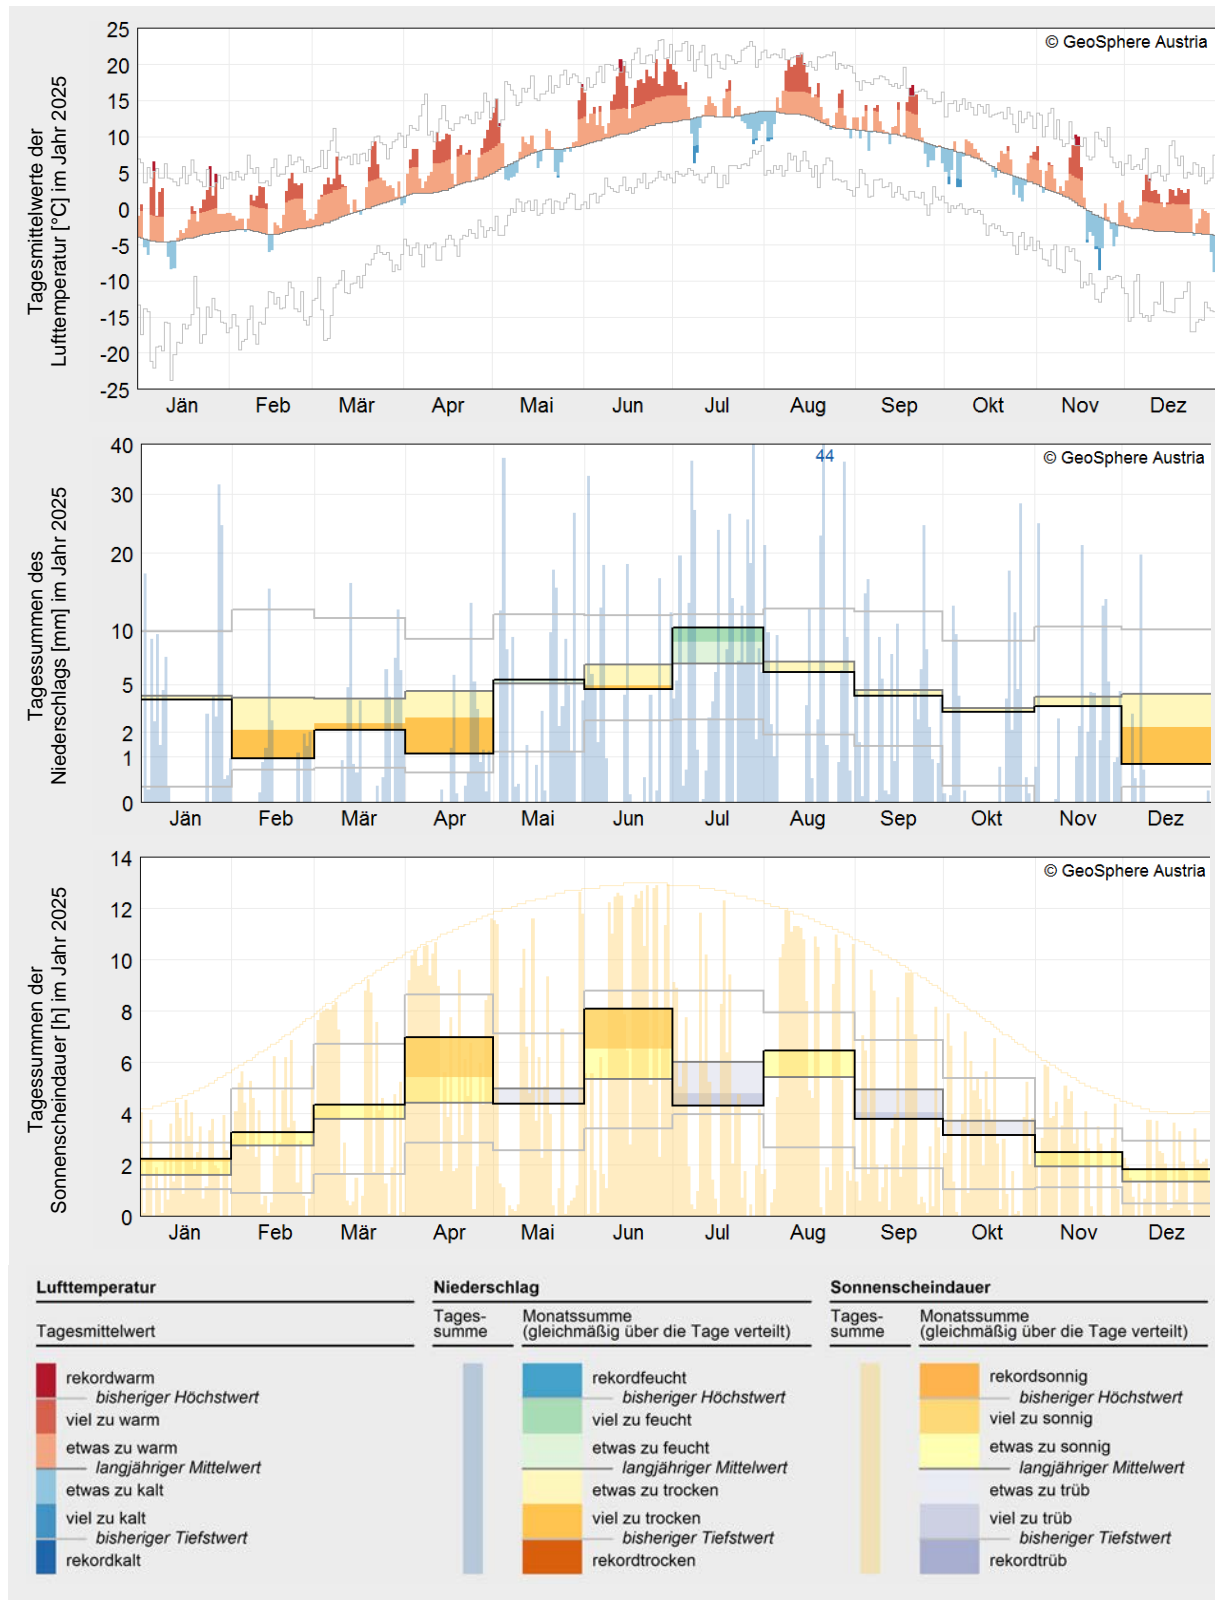 Tagesmittelwerte der
Lufttemperatur [°C] im Jahr 2025
© GeoSphere Austria
25
20
15
10
5
0
-5
-10
-15
-20
-25
Jän Feb Mär Apr Mai Jun Jul Aug Sep Okt Nov Dez
Tagessummen des
Niederschlags [mm] im Jahr 2025
44
© GeoSphere Austria
40
30
20
10
5
2
1
0
Jän Feb Mär Apr Mai Jun Jul Aug Sep Okt Nov Dez
Tagessummen der
Sonnenscheindauer [h] im Jahr 2025
© GeoSphere Austria
14
12
10
8
6
4
2
0
Jän Feb Mär Apr Mai Jun Jul Aug Sep Okt Nov Dez
Lufttemperatur
Tagesmittelwert
rekordwarm
bisheriger Höchstwert
viel zu warm
etwas zu warm
langjähriger Mittelwert
etwas zu kalt
viel zu kalt
bisheriger Tiefstwert
rekordkalt
Niederschlag
Tages-
summe
Monatssumme
(gleichmäßig über die Tage verteilt)
rekordfeucht
bisheriger Höchstwert
viel zu feucht
etwas zu feucht
langjähriger Mittelwert
etwas zu trocken
viel zu trocken
bisheriger Tiefstwert
rekordtrocken
Sonnenscheindauer
Tages-
summe
Monatssumme
(gleichmäßig über die Tage verteilt)
rekordsonnig
bisheriger Höchstwert
viel zu sonnig
etwas zu sonnig
langjähriger Mittelwert
etwas zu trüb
viel zu trüb
bisheriger Tiefstwert
rekordtrüb